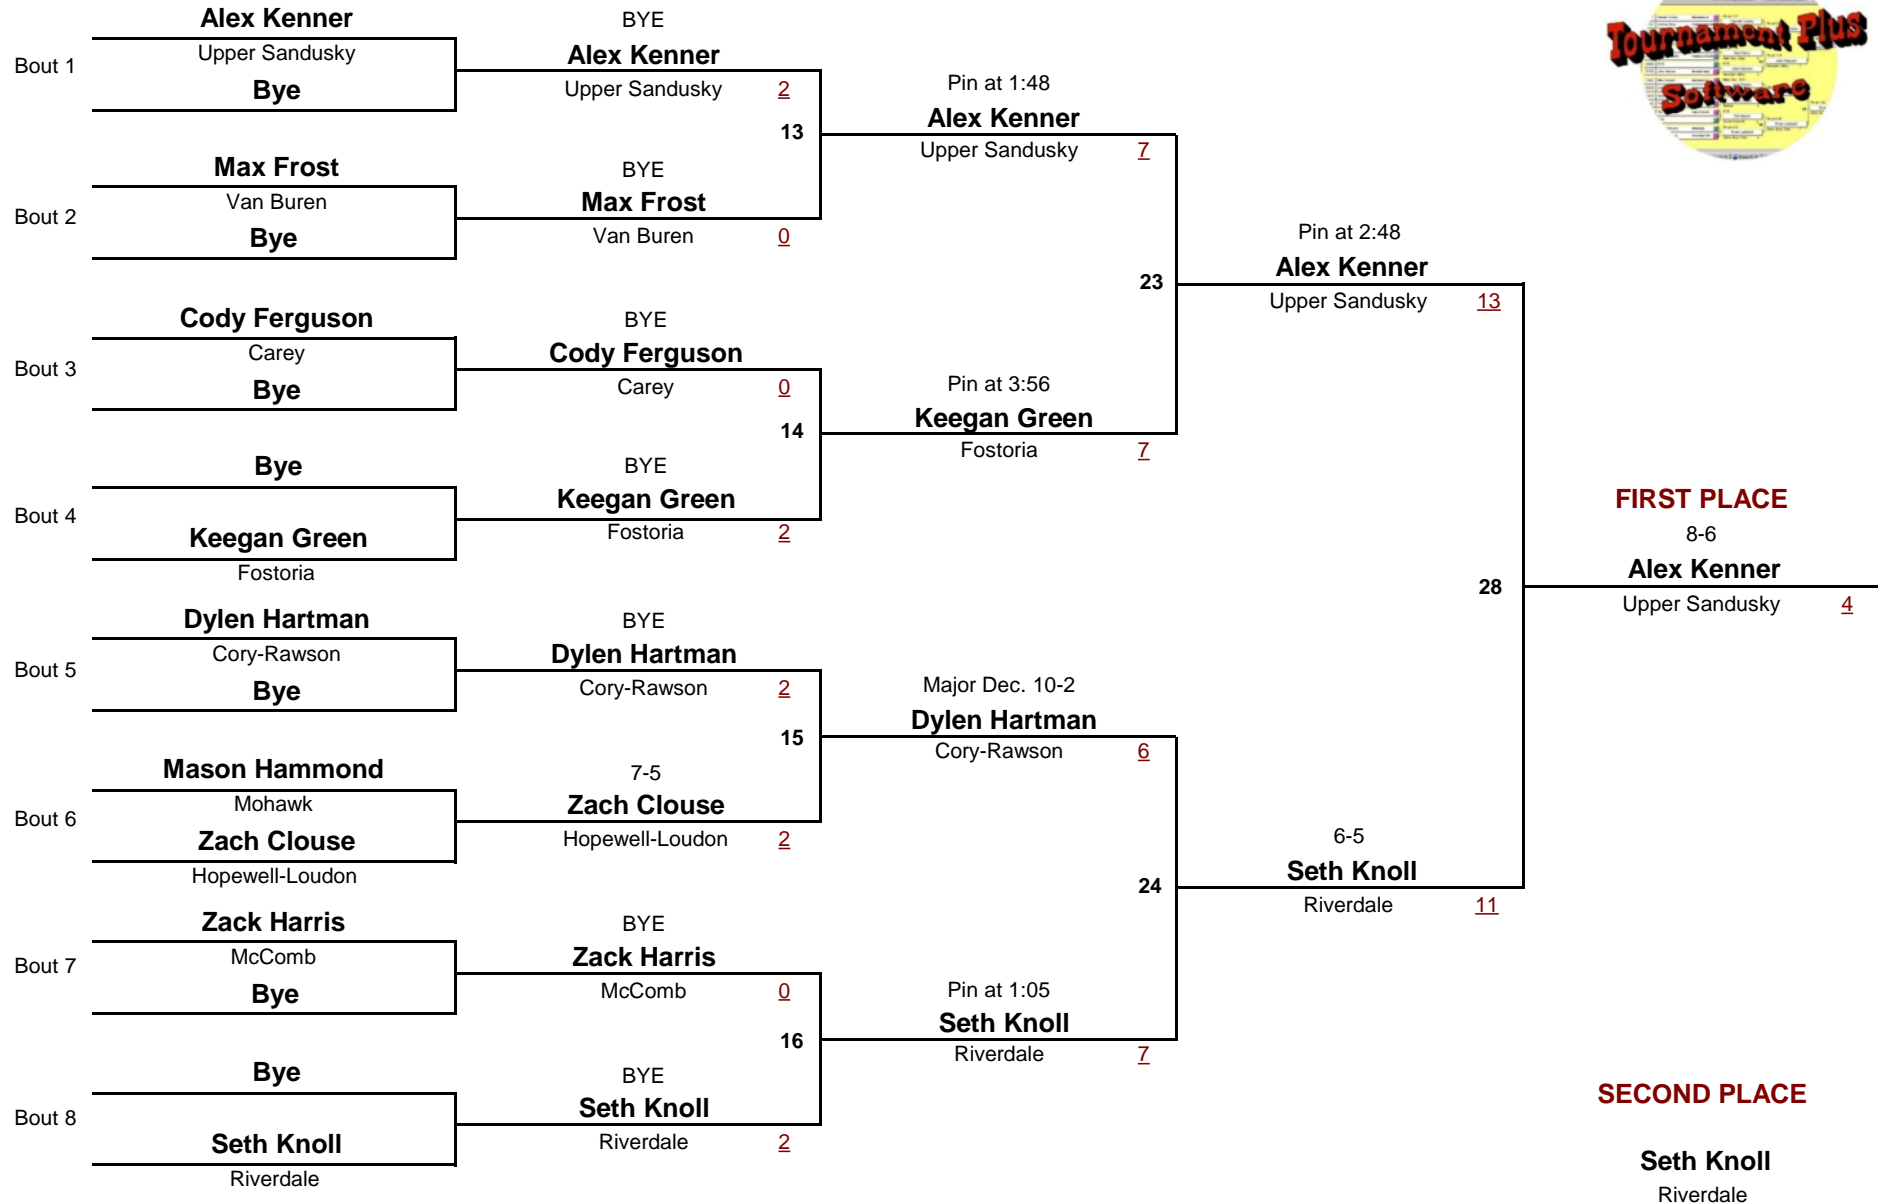 Tournament Plus
Software
Bout 1
Alex Kenner
Upper Sandusky
Bye
Bout 2
Max Frost
Van Buren
Bye
Bout 3
Cody Ferguson
Carey
Bye
Bout 4
Bye
Keegan Green
Fostoria
Bout 5
Dylen Hartman
Cory-Rawson
Bye
Bout 6
Mason Hammond
Mohawk
Zach Clouse
Hopewell-Loudon
Bout 7
Zack Harris
McComb
Bye
Bout 8
Bye
Seth Knoll
Riverdale
BYE
Alex Kenner
Upper Sandusky 2
13
BYE
Max Frost
Van Buren 0
BYE
Cody Ferguson
Carey 0
14
BYE
Keegan Green
Fostoria 2
BYE
Dylen Hartman
Cory-Rawson 2
15
7-5
Zach Clouse
Hopewell-Loudon 2
BYE
Zack Harris
McComb 0
16
BYE
Seth Knoll
Riverdale 2
Pin at 1:48
Alex Kenner
Upper Sandusky 7
23
Pin at 3:56
Keegan Green
Fostoria 7
Major Dec. 10-2
Dylen Hartman
Cory-Rawson 6
24
Pin at 1:05
Seth Knoll
Riverdale 7
Pin at 2:48
Alex Kenner
Upper Sandusky 13
28
6-5
Seth Knoll
Riverdale 11
FIRST PLACE
8-6
Alex Kenner
Upper Sandusky 4
SECOND PLACE
Seth Knoll
Riverdale